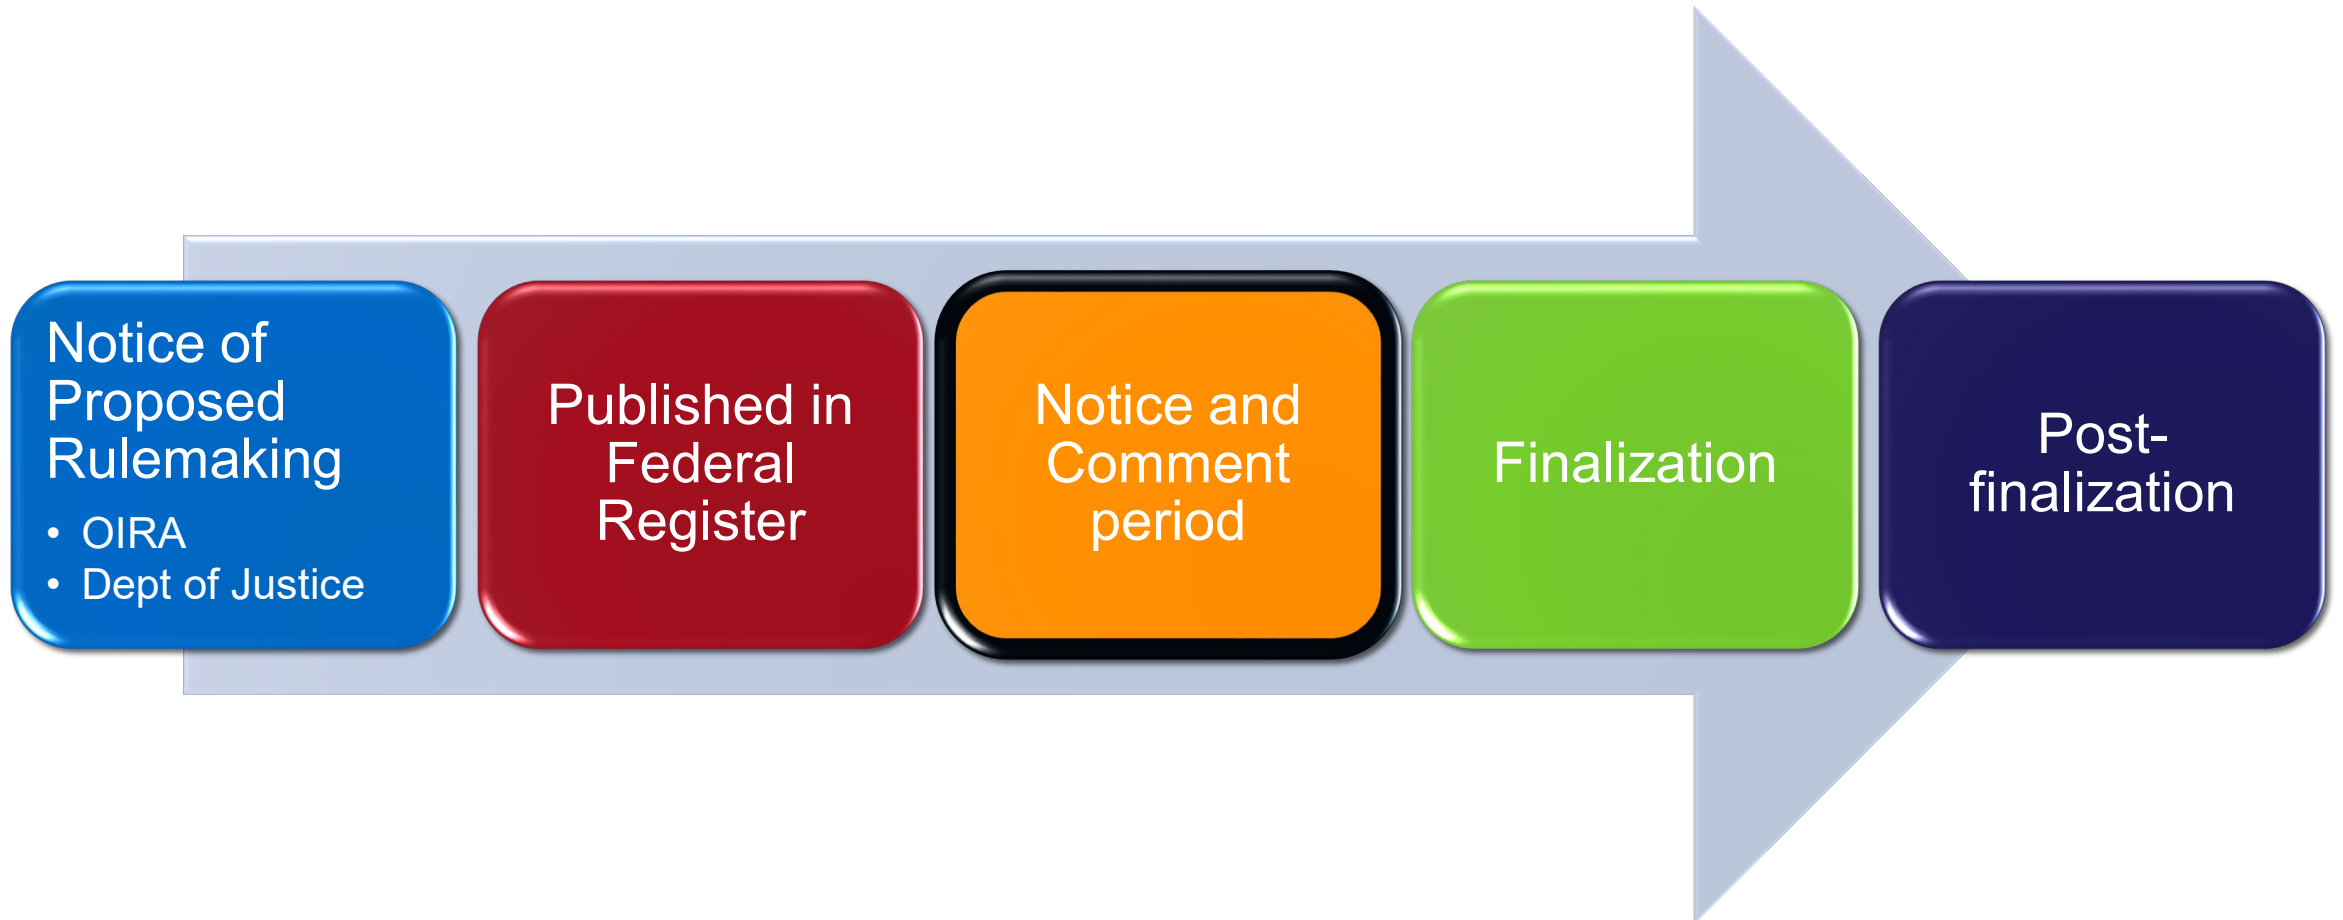 Notice of
Proposed
Rulemaking
• OIRA
• Dept of Justice
Published in
Federal
Register
Notice and
Comment
period
Finalization
Post-
finalization